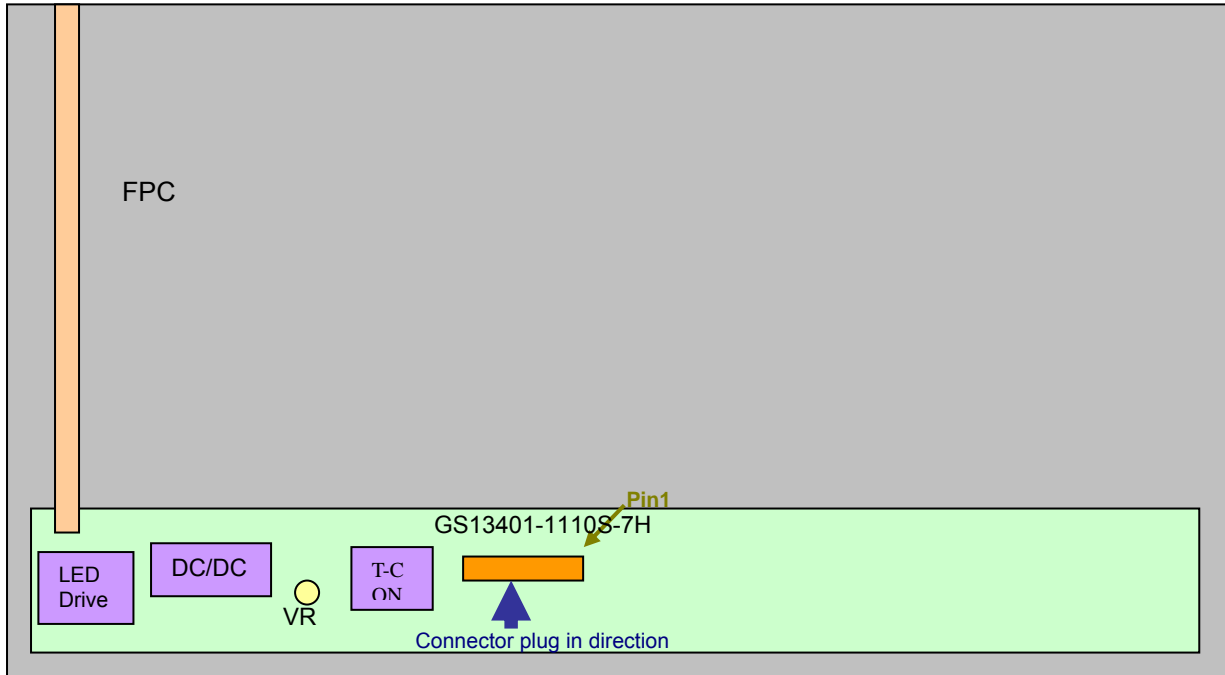 FPC
Pin1
GS13401-1110S-7H
LED
Drive
DC/DC
VR
T-C
ON
Connector plug in direction